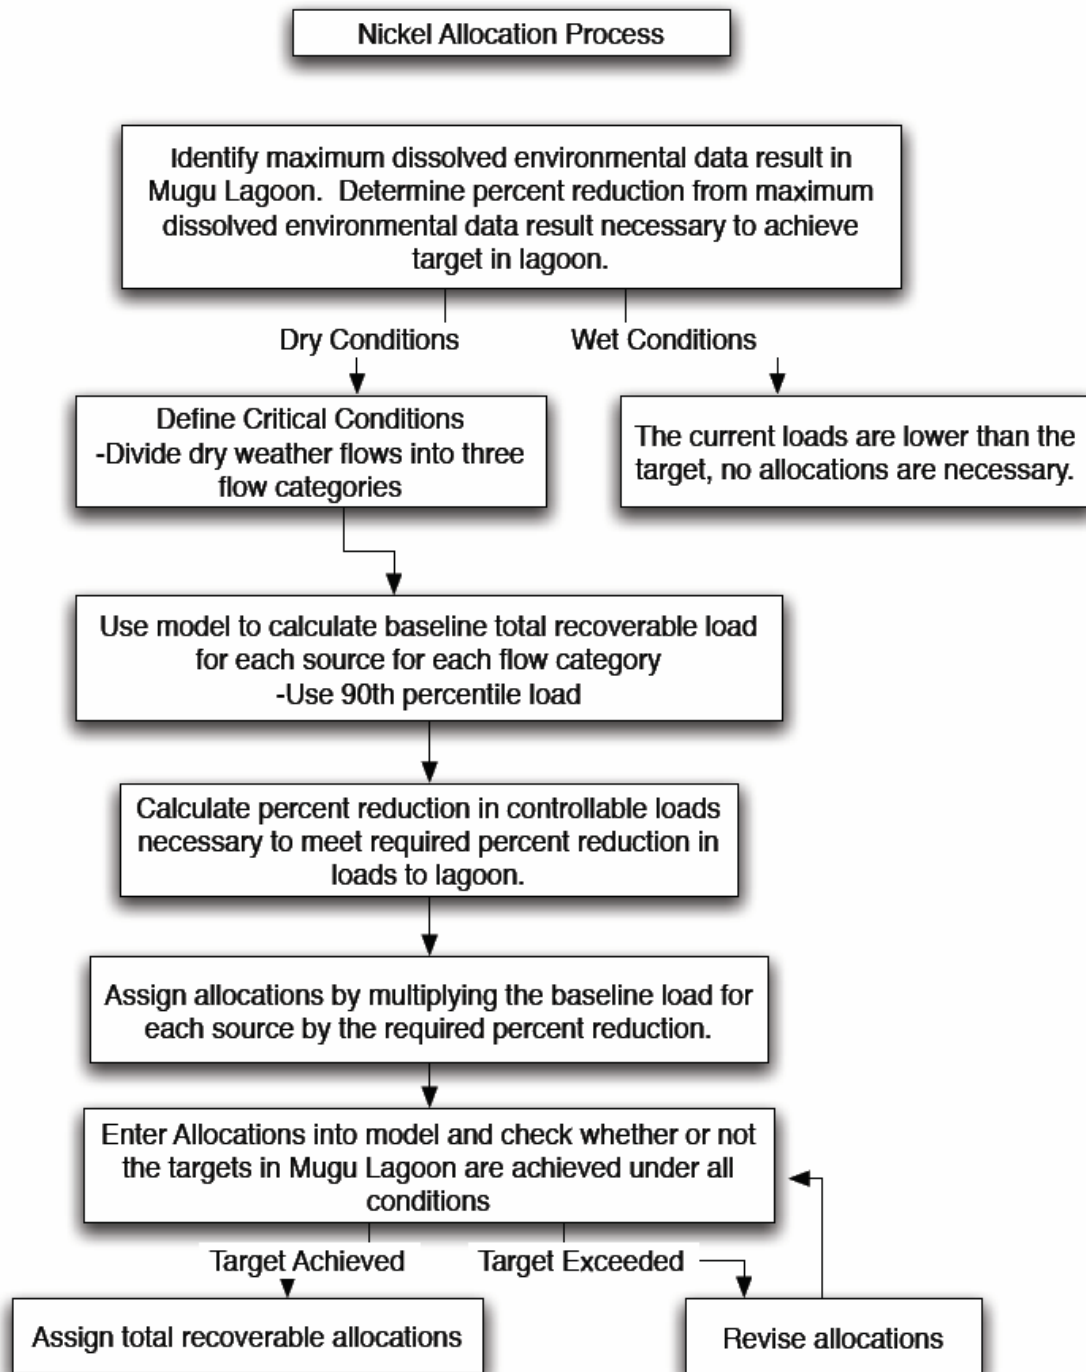 Nickel Allocation Process
Identify maximum dissolved environmental data result in
Mugu Lagoon.  Determine percent reduction from maximum
dissolved environmental data result necessary to achieve
target in lagoon.
Dry Conditions
Wet Conditions
Define Critical Conditions
-Divide dry weather flows into three
flow categories
The current loads are lower than the
target, no allocations are necessary.
Use model to calculate baseline total recoverable load
for each source for each flow category
-Use 90th percentile load
Calculate percent reduction in controllable loads
necessary to meet required percent reduction in
loads to lagoon.
Assign allocations by multiplying the baseline load for
each source by the required percent reduction.
Enter Allocations into model and check whether or not
the targets in Mugu Lagoon are achieved under all
conditions
Target Achieved
Target Exceeded
Assign total recoverable allocations
Revise allocations